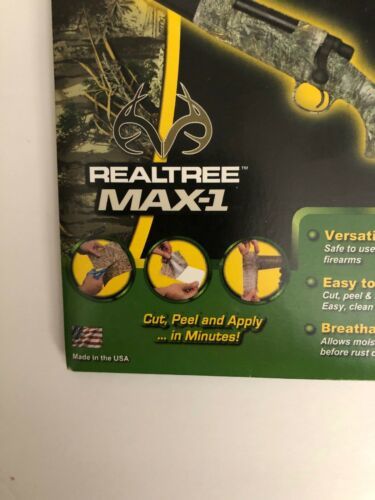 REALTREE™
MAX-1
Cut, Peel and Apply
... in Minutes!
Made in the USA
Versati
Safe to use
firearms
Easy to
Cut, peel &
Easy, clean
Breatha
Allows mois
before rust